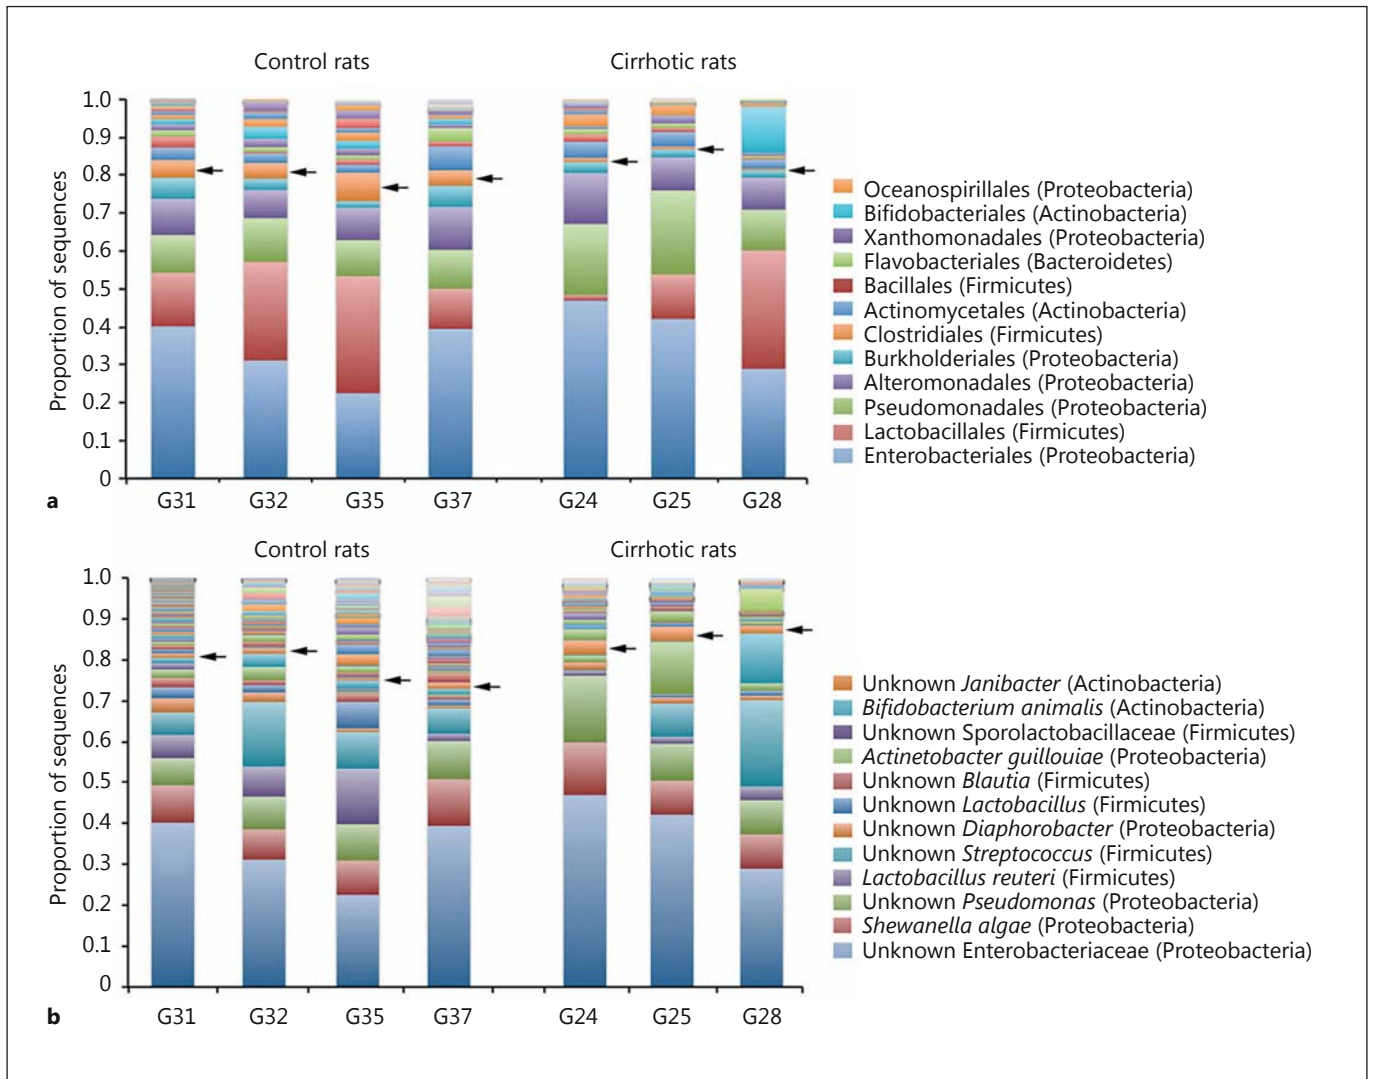 Control rats
Cirrhotic rats
1.0
0.9
0.8
0.7
0.6
0.5
0.4
0.3
0.2
0.1
0
Proportion of sequences
G31
G32
G35
G37
G24
G25
G28
a
Oceanospirillales (Proteobacteria)
Bifidobacteriales (Actinobacteria)
Xanthomonadales (Proteobacteria)
Flavobacteriales (Bacteroidetes)
Bacillales (Firmicutes)
Actinomycetales (Actinobacteria)
Clostridiales (Firmicutes)
Burkholderiales (Proteobacteria)
Alteromonadales (Proteobacteria)
Pseudomonadales (Proteobacteria)
Lactobacillales (Firmicutes)
Enterobacteriales (Proteobacteria)
Control rats
Cirrhotic rats
1.0
0.9
0.8
0.7
0.6
0.5
0.4
0.3
0.2
0.1
0
Proportion of sequences
G31
G32
G35
G37
G24
G25
G28
b
Unknown Janibacter (Actinobacteria)
Bifidobacterium animalis (Actinobacteria)
Unknown Sporolactobacillaceae (Firmicutes)
Actinetobacter guillouiae (Proteobacteria)
Unknown Blautia (Firmicutes)
Unknown Lactobacillus (Firmicutes)
Unknown Diaphorobacter (Proteobacteria)
Unknown Streptococcus (Firmicutes)
Lactobacillus reuteri (Firmicutes)
Unknown Pseudomonas (Proteobacteria)
Shewanella algae (Proteobacteria)
Unknown Enterobacteriaceae (Proteobacteria)